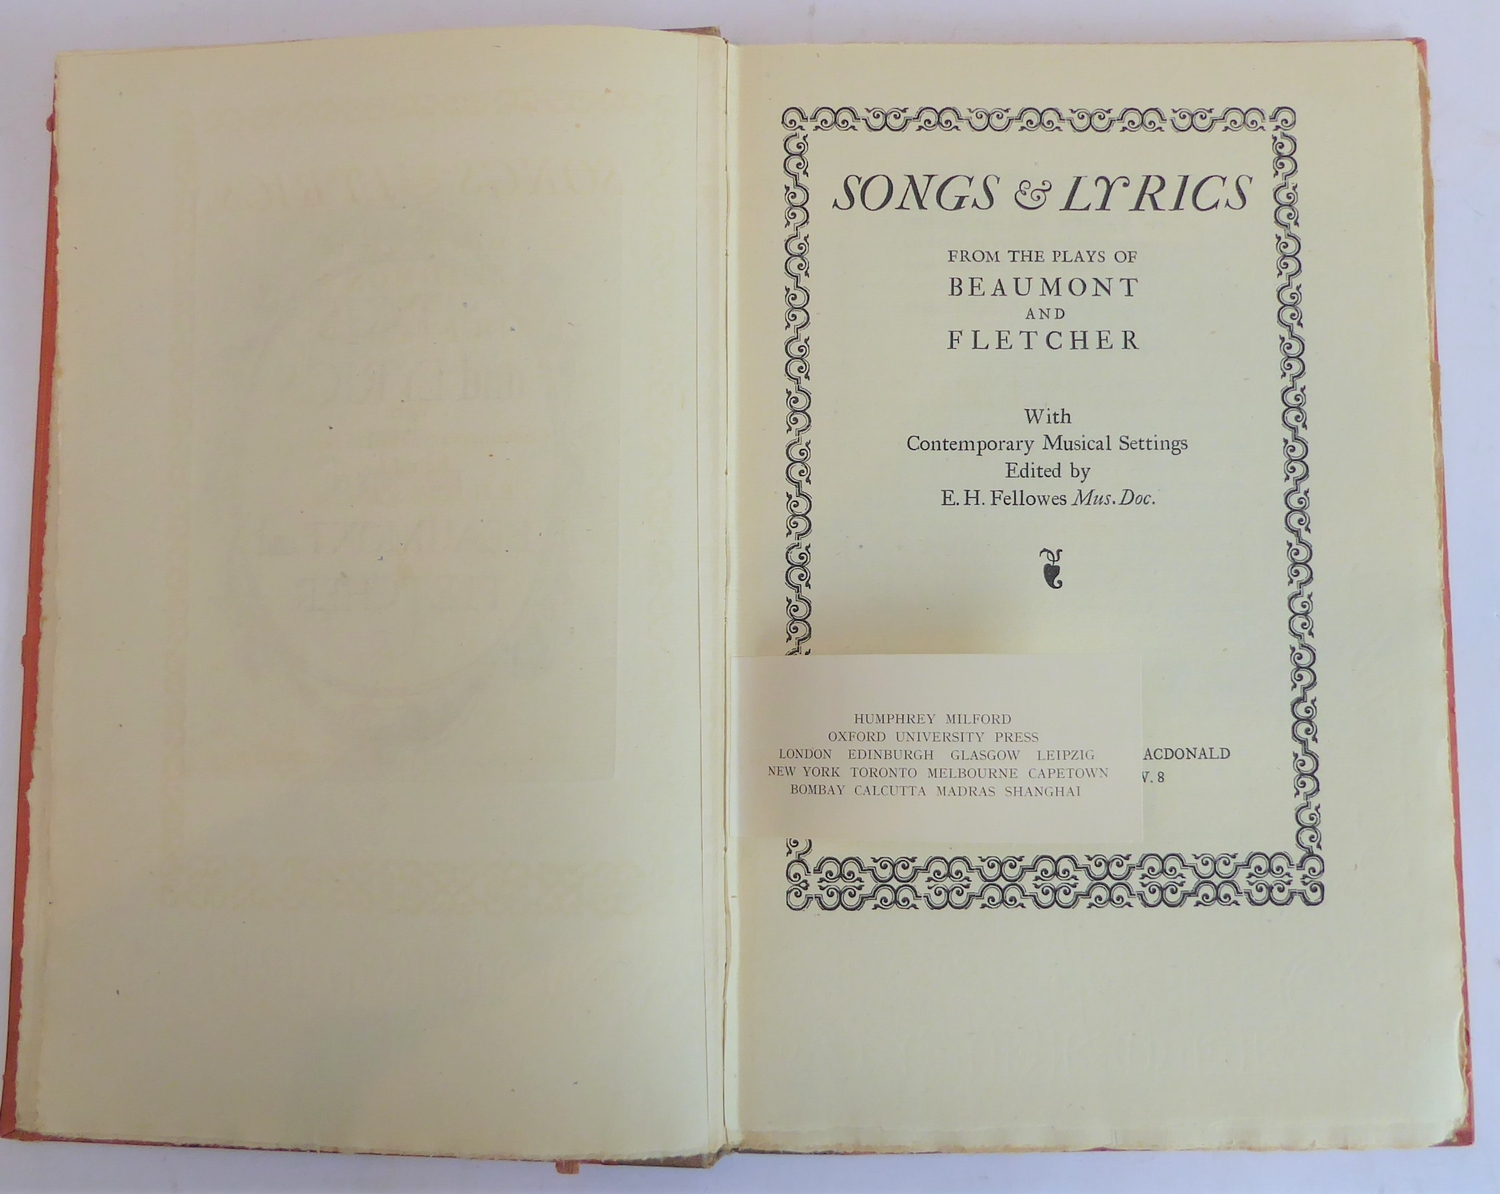 SONGS & LYRICS
FROM THE PLAYS OF
BEAUMONT
AND
FLETCHER
With
Contemporary Musical Settings
Edited by
E. H. Fellowes Mus. Doc.
HUMPHREY MILFORD
OXFORD UNIVERSITY PRESS
LONDON EDINBURGH GLASGOW LEIPZIG
NEW YORK TORONTO MELBOURNE CAPETOWN
BOMBAY CALCUTTA MADRAS SHANGHAI
ACDONALD
W. 8